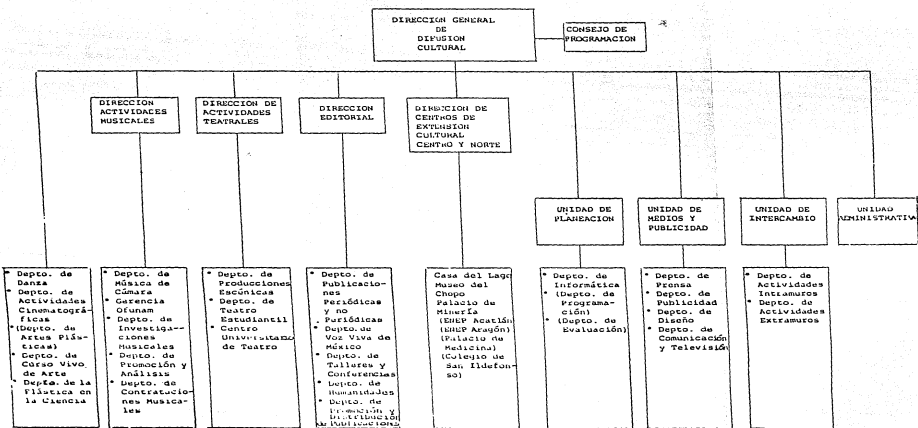 DIRECCION GENERAL
DE
DIFUSION
CULTURAL
CONSEJO DE
PROGRAMACION
DIRECCION
ACTIVIDADES
MUSICALES
DIRECCION DE
ACTIVIDADES
TEATRALES
DIRECCION
EDITORIAL
DIRECCION DE
CENTROS DE
EXTENSION
CULTURAL
CENTRO Y NORTE
UNIDAD DE
PLANEACION
UNIDAD DE
MEDIOS Y
PUBLICIDAD
UNIDAD DE
INTERCAMBIO
UNIDAD
ADMINISTRATIVA
* Depto. de
Danza
* Depto. de
Actividades
Cinematográ-
ficas
*(Depto. de
Artes Plás-
ticas)
* Depto. de
Curso Vivo
de Arte
* Depto. de la
Plástica en
la Ciencia
* Depto. de
Música de
Cámara
* Gerencia
Ofunam
* Depto. de
Investiga--
ciones
Musicales
* Depto. de
Promoción y
Análisis
* Depto. de
Contratacio-
nes Musica-
les
* Depto. de
Producciones
Escénicas
* Depto. de
Teatro
Estudiantil
* Centro
Universitario
de Teatro
* Depto. de
Publicacio-
nes
Periódicas
y no
Periódicas
* Depto. de
Voz Viva de
México
* Depto. de
Talleres y
Conferencias
* Depto. de
Humanidades
* Depto. de
Promoción y
Distribución
de Publicaciones
Casa del Lago
Museo del
Chopo
Palacio de
Minería
(ENEP Acatlán)
(ENEP Aragón)
(Palacio de
Medicina)
(Colegio de
San Ildefon-
so)
* Depto. de
Informática
* (Depto. de
Programa-
ción)
* (Depto. de
Evaluación)
* Depto. de
Prensa
* Depto. de
Publicidad
* Depto. de
Diseño
* Depto. de
Comunicación
y Televisión
* Depto. de
Actividades
Intramuros
* Depto. de
Actividades
Extramuros